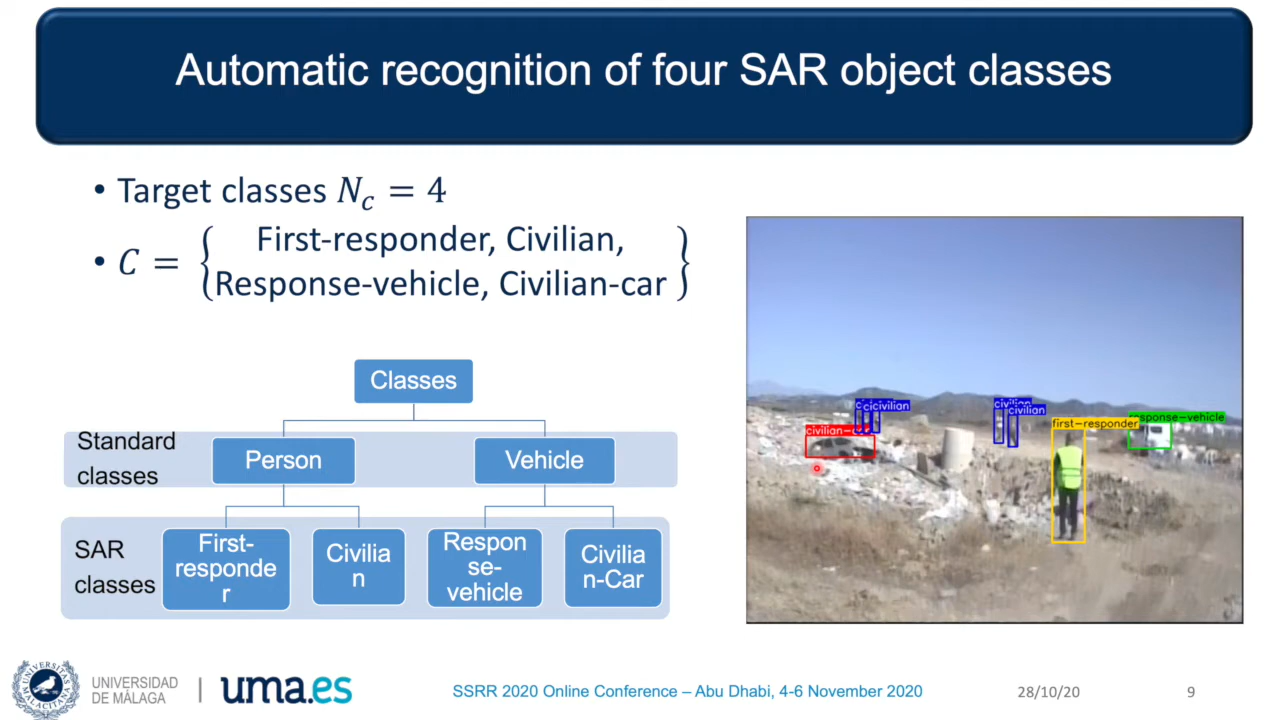 Automatic recognition of four SAR object classes
• Target classes N_c = 4
• C = { First-responder, Civilian,
Response-vehicle, Civilian-car }
Classes
Standard
classes
Person
Vehicle
SAR
classes
First-
responde
r
Civilia
n
Respon
se-
vehicle
Civilia
n-Car
civilian
civilian
civilian
first-responder
response-vehicle
UNIVERSITAS
MALACITANA
UNIVERSIDAD
DE MÁLAGA
uma.es
SSRR 2020 Online Conference – Abu Dhabi, 4-6 November 2020
28/10/20
9